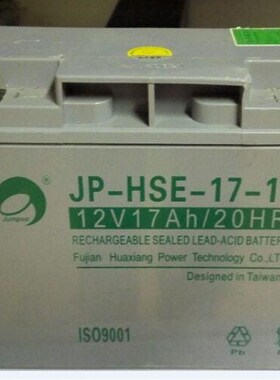 JP-HSE-17-1
12V17Ah/20HR
RECHARGEABLE SEALED LEAD-ACID BATTER
Fujian Huaxiang Power Technology Co.,LT
Designed in Taiwan
ISO9001
Pb